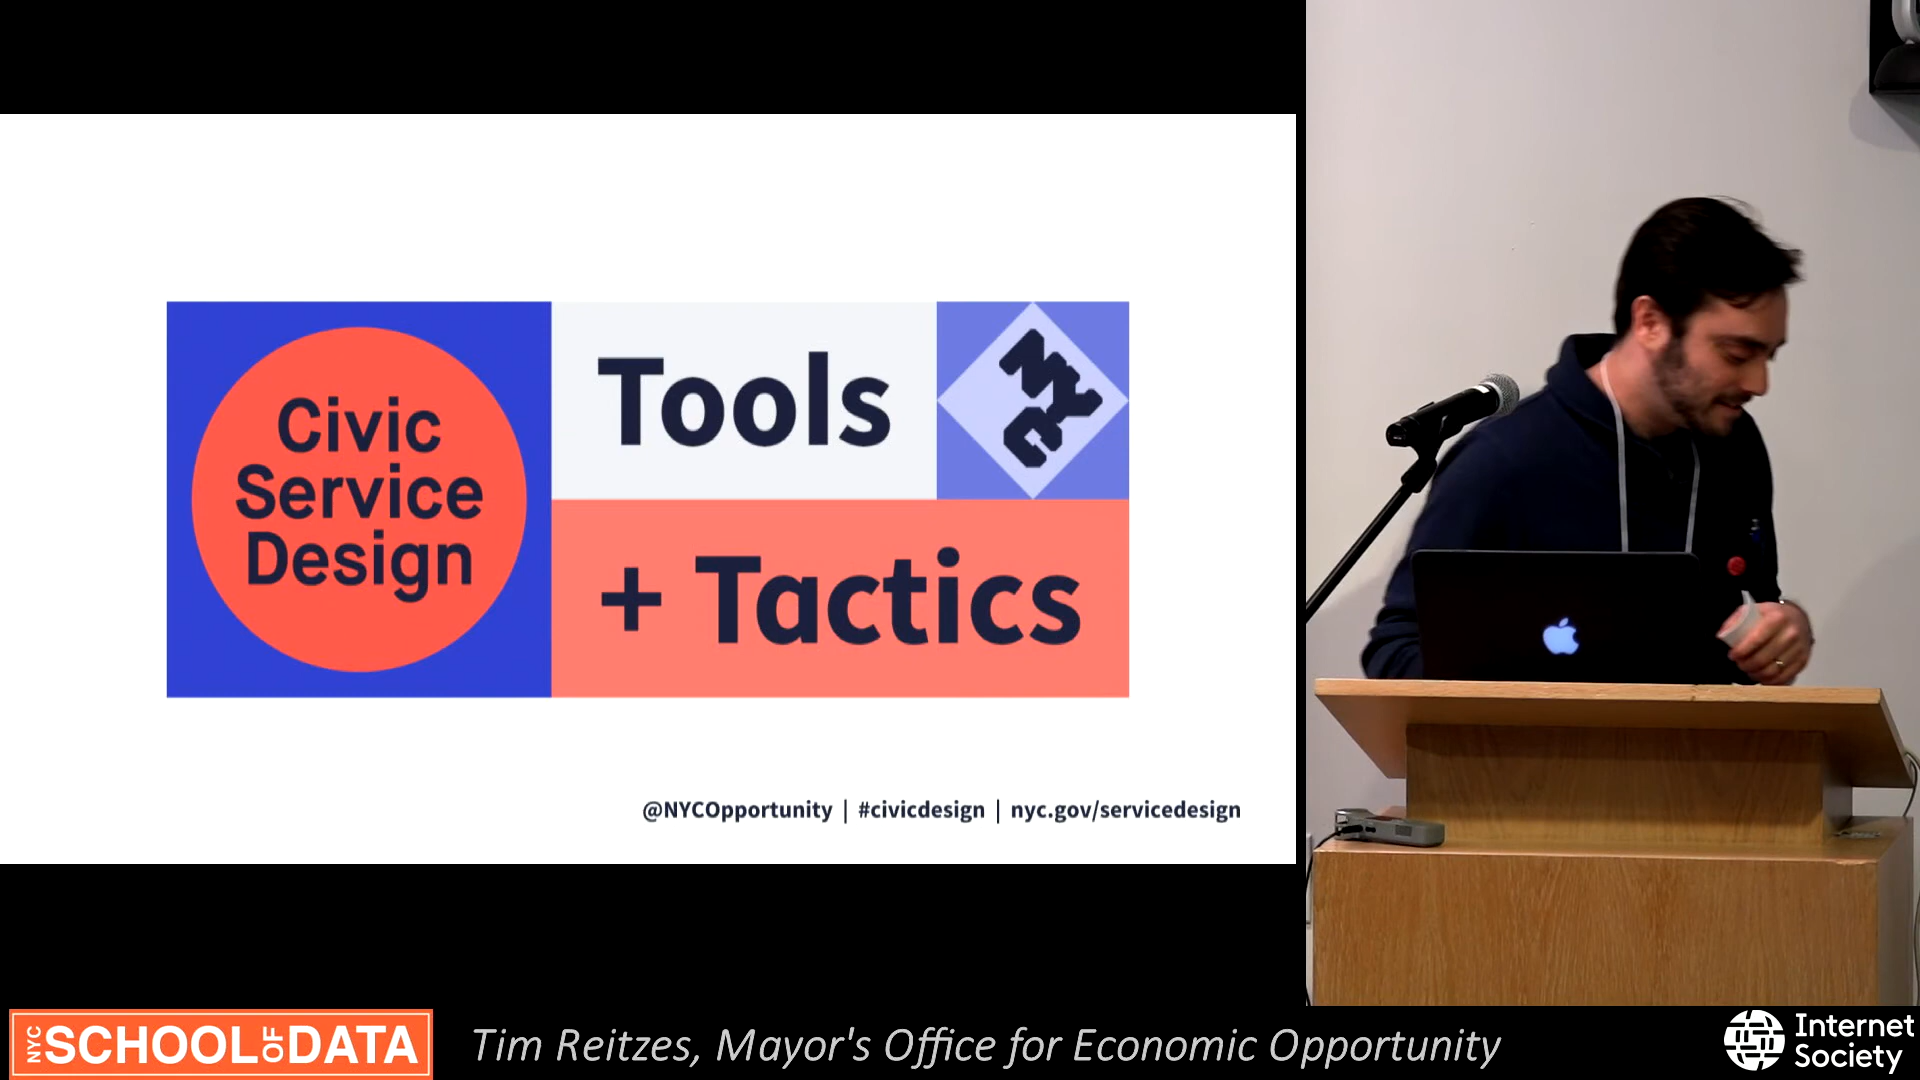 Civic
Service
Design
Tools
NYC
+ Tactics
@NYCOpportunity | #civicdesign | nyc.gov/servicedesign
NYC SCHOOL OF DATA
Tim Reitzes, Mayor's Office for Economic Opportunity
Internet
Society